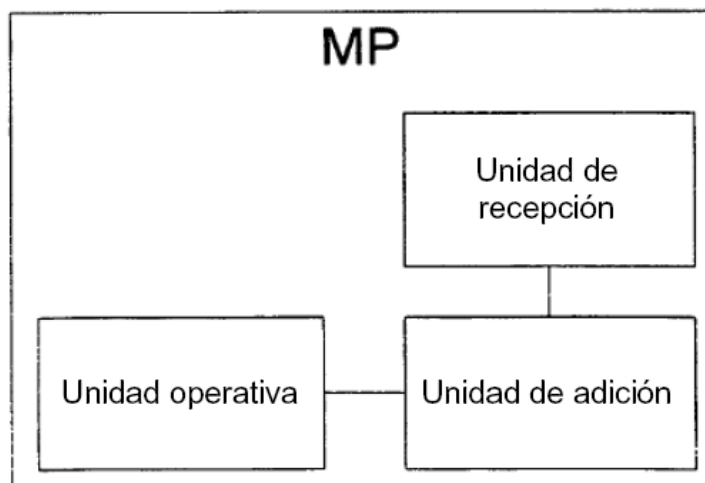 MP
Unidad de
recepción
Unidad operativa
Unidad de adición